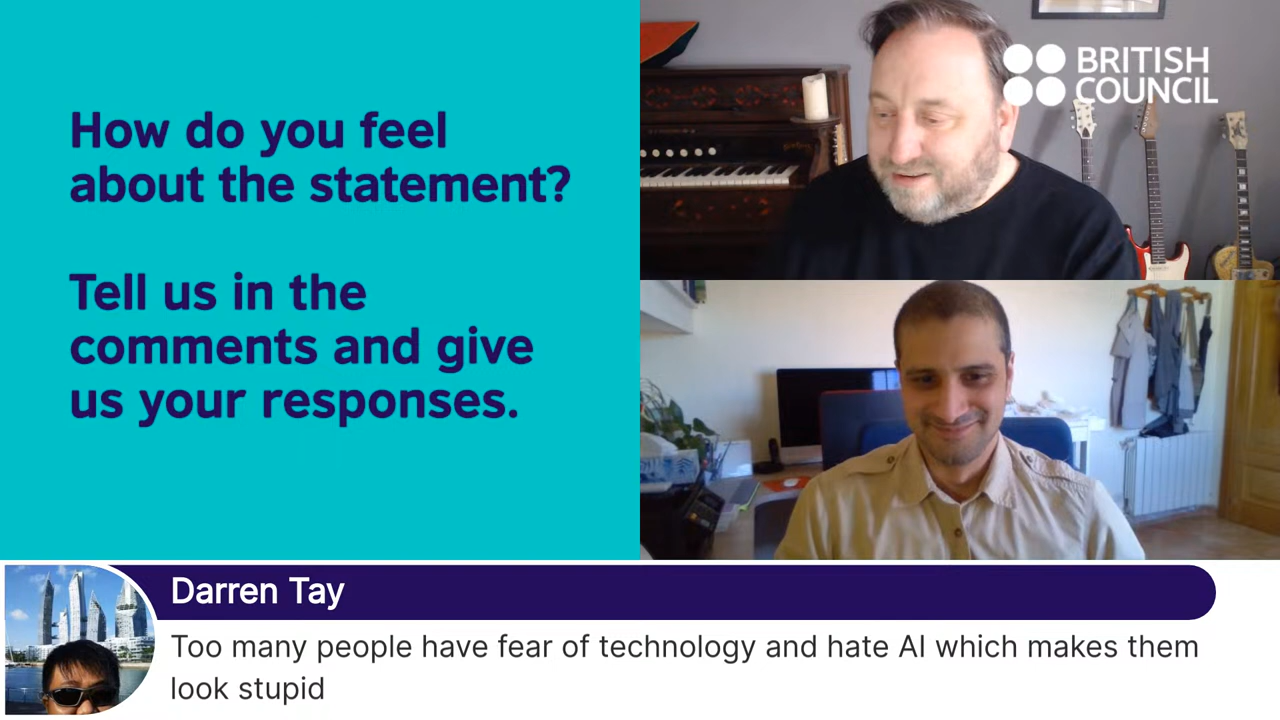 How do you feel
about the statement?
Tell us in the
comments and give
us your responses.
BRITISH
COUNCIL
Darren Tay
Too many people have fear of technology and hate AI which makes them
look stupid